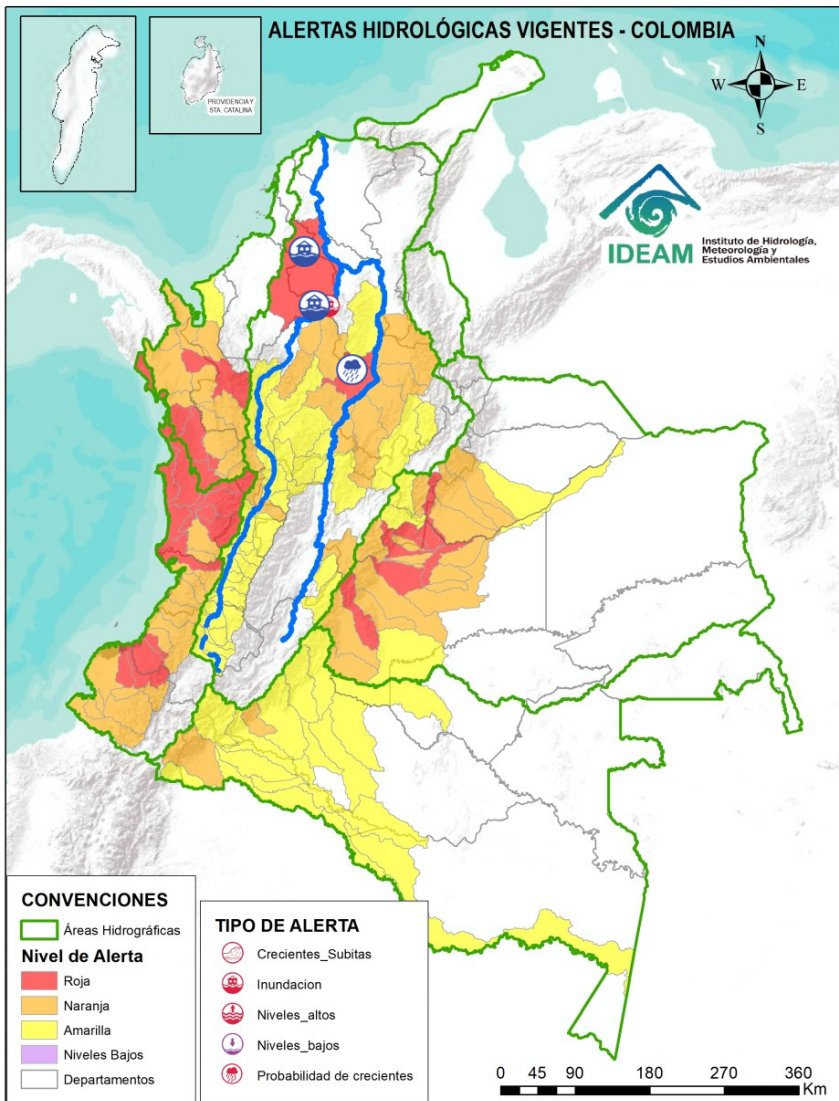 ALERTAS HIDROLÓGICAS VIGENTES - COLOMBIA
PROVIDENCIA Y
STA. CATALINA
N
W
E
S
IDEAM
Instituto de Hidrología,
Meteorología y
Estudios Ambientales
CONVENCIONES
Áreas Hidrográficas
Nivel de Alerta
Roja
Naranja
Amarilla
Niveles Bajos
Departamentos
TIPO DE ALERTA
Crecientes_Subitas
Inundacion
Niveles_altos
Niveles_bajos
Probabilidad de crecientes
0 45 90 180 270 360
Km